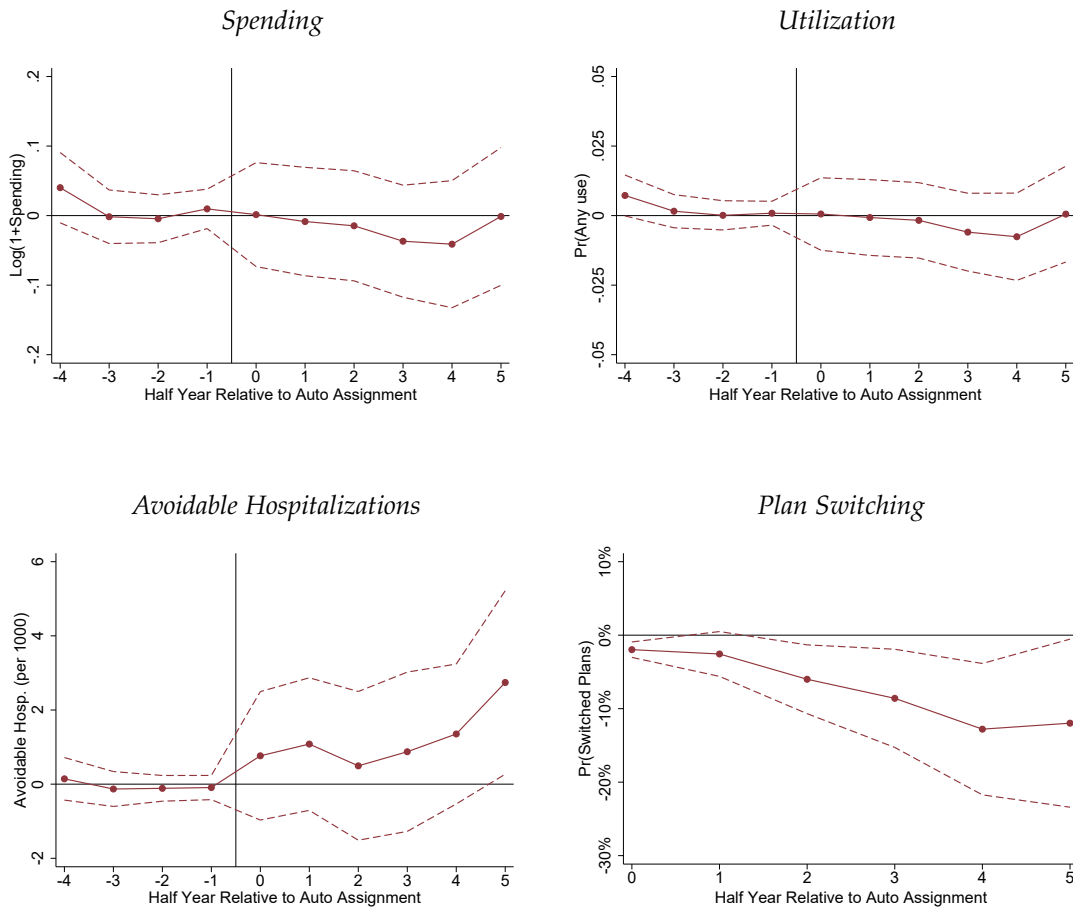 Spending
Log(1+Spending)
.2
.1
0
-.1
-.2
-4 -3 -2 -1 0 1 2 3 4 5
Half Year Relative to Auto Assignment
Utilization
Pr(Any use)
.05
.025
0
-.025
-.05
-4 -3 -2 -1 0 1 2 3 4 5
Half Year Relative to Auto Assignment
Avoidable Hospitalizations
Avoidable Hosp. (per 1000)
6
4
2
0
-2
-4 -3 -2 -1 0 1 2 3 4 5
Half Year Relative to Auto Assignment
Plan Switching
Pr(Switched Plans)
10%
0%
-10%
-20%
-30%
0 1 2 3 4 5
Half Year Relative to Auto Assignment